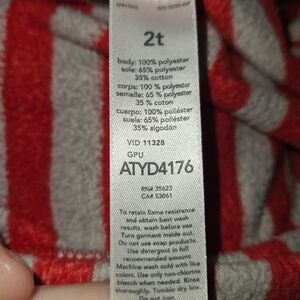 2t
body: 100% polyester
sole: 65% polyester
35% cotton
corps: 100 % polyester
semelle: 65 % polyester
35 % coton
cuerpo: 100% poliéster
suela: 65% poliéster
35% algodón
VID 11328
GPU
ATYD4176
RN# 35623
CA# 53061
To retain flame resistance
and obtain best wash
results, wash before use.
Turn garment inside out.
Do not use soap products.
Use detergent in full
recommended amount.
Machine wash cold with like
colors. Use only non-chlorine
bleach when needed. Rinse
thoroughly. Tumble dry low.
Do not iron.